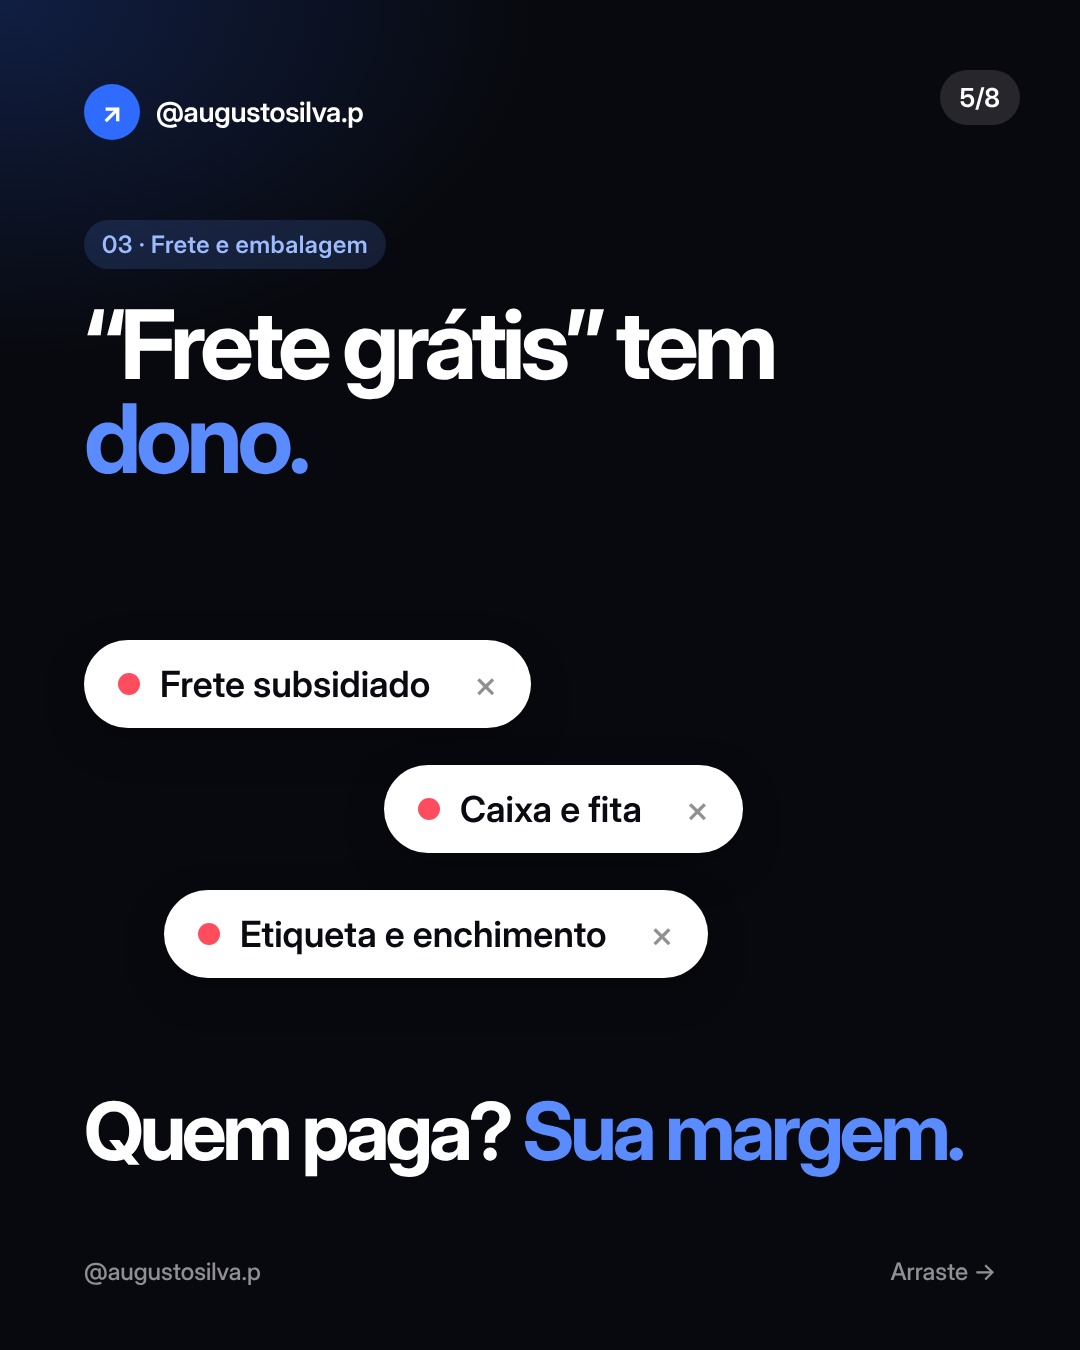 @augustosilva.p
5/8
03 · Frete e embalagem
“Frete grátis” tem
dono.
Frete subsidiado ×
Caixa e fita ×
Etiqueta e enchimento ×
Quem paga? Sua margem.
@augustosilva.p
Arraste →